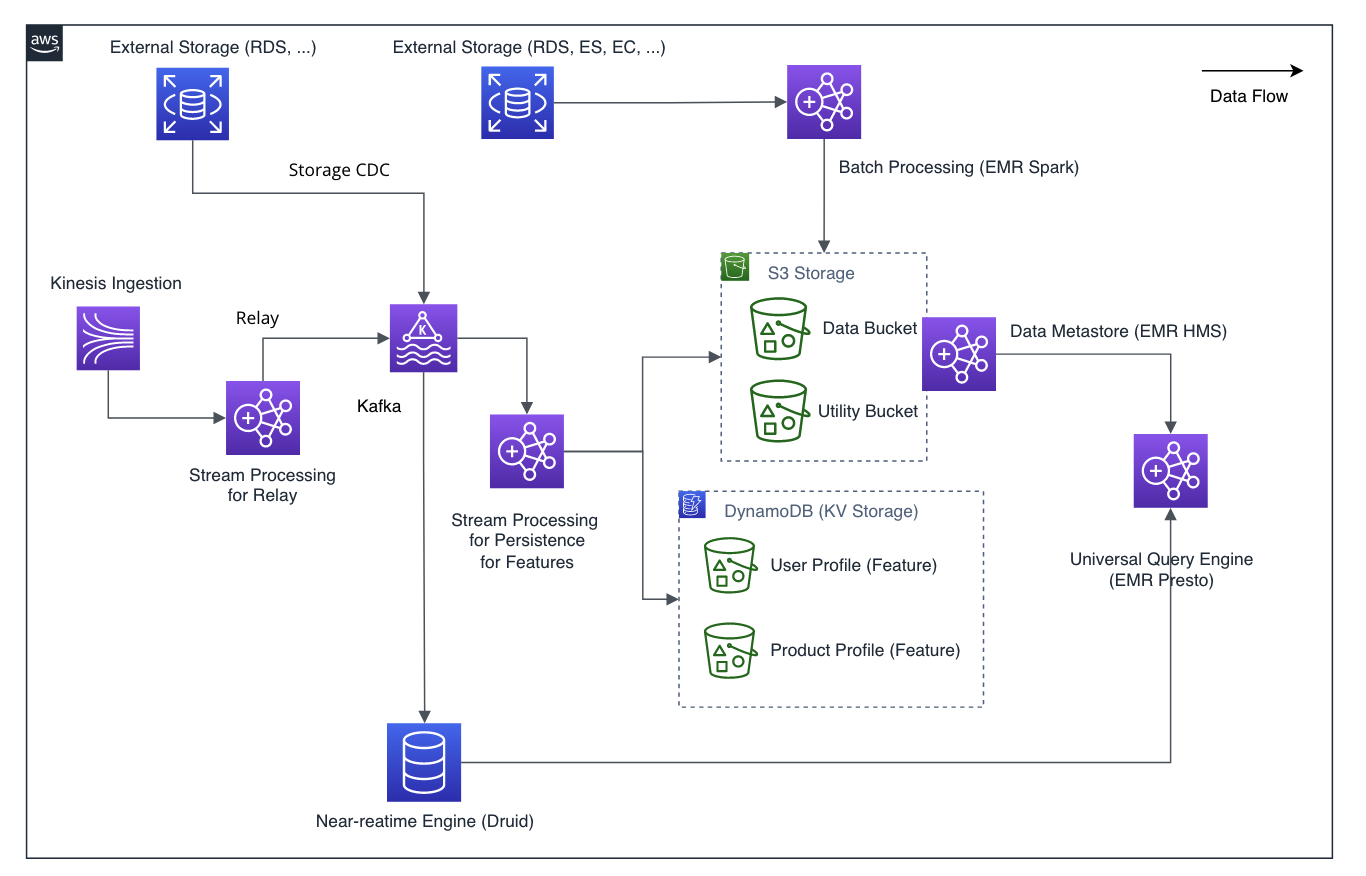 aws
External Storage (RDS, ...)
External Storage (RDS, ES, EC, ...)
Data Flow
Storage CDC
Batch Processing (EMR Spark)
Kinesis Ingestion
Relay
S3 Storage
Data Bucket
Data Metastore (EMR HMS)
K
Kafka
Utility Bucket
Stream Processing
for Relay
Stream Processing
for Persistence
for Features
DynamoDB (KV Storage)
User Profile (Feature)
Universal Query Engine
(EMR Presto)
Product Profile (Feature)
Near-reatime Engine (Druid)